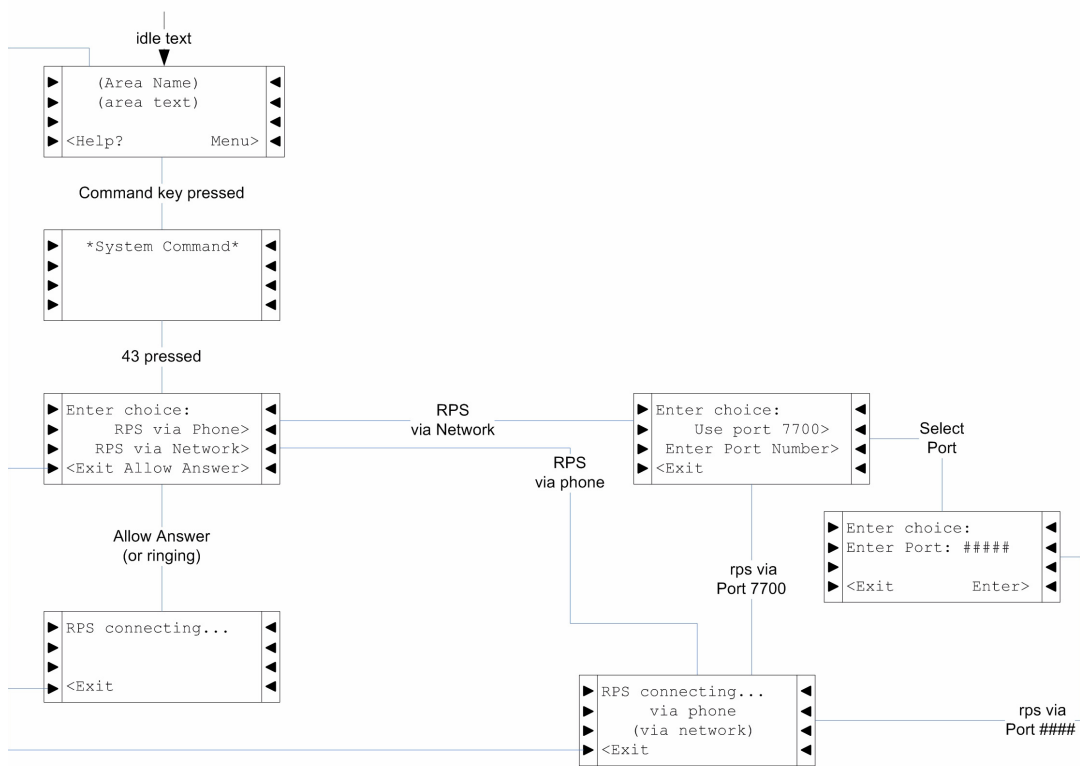 idle text
(Area Name)
(area text)
<Help? Menu>
Command key pressed
*System Command*
43 pressed
Enter choice:
RPS via Phone>
RPS via Network>
<Exit Allow Answer>
RPS
via Network
RPS
via phone
Enter choice:
Use port 7700>
Enter Port Number>
<Exit
Select
Port
Enter choice:
Enter Port: #####
<Exit Enter>
Allow Answer
(or ringing)
rps via
Port 7700
RPS connecting...
<Exit
RPS connecting...
via phone
(via network)
<Exit
rps via
Port ####